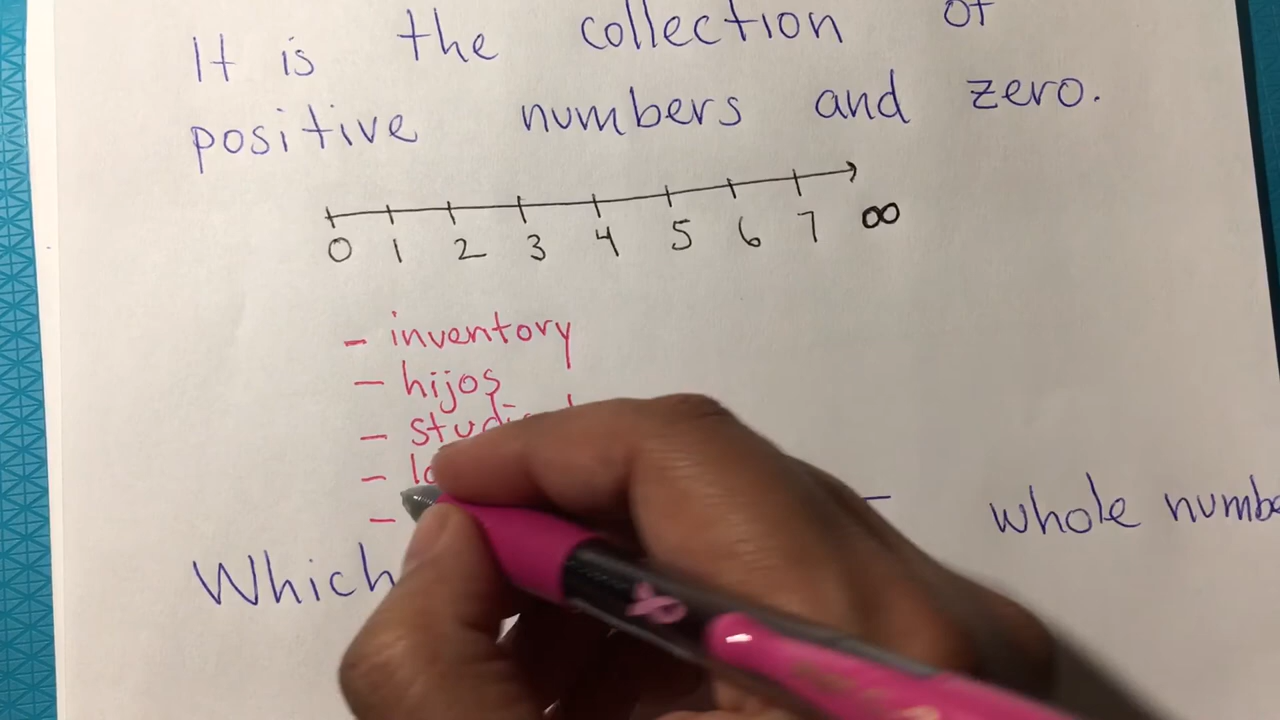 It is the collection of
positive numbers and zero.
0 1 2 3 4 5 6 7 ∞
- inventory
- hijos
-
-
-
whole
Which